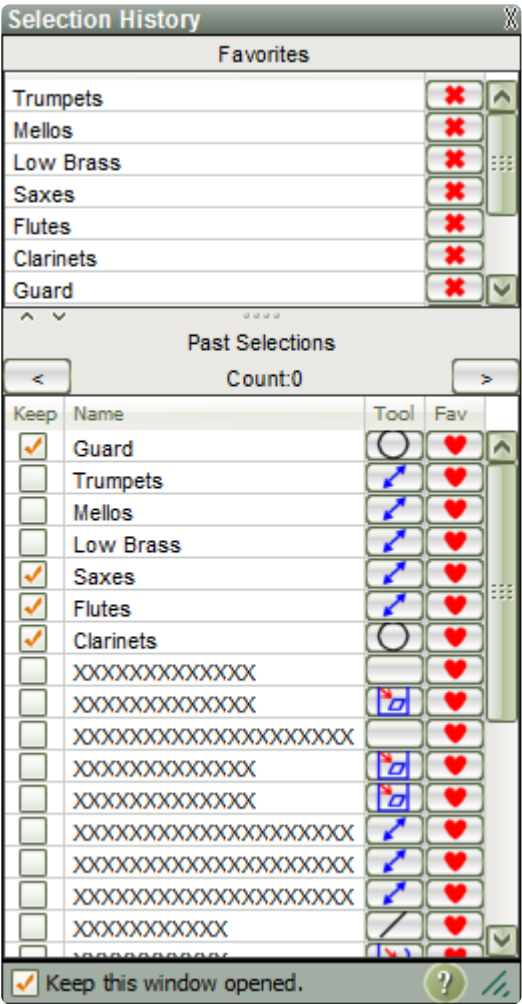 Selection History
Favorites
Trumpets
Mellos
Low Brass
Saxes
Flutes
Clarinets
Guard
Past Selections
< Count:0 >
Keep Name Tool Fav
Guard
Trumpets
Mellos
Low Brass
Saxes
Flutes
Clarinets
XXXXXXXXXXXXX
XXXXXXXXXXXXX
XXXXXXXXXXXXXXXXXXXX
XXXXXXXXXXXXX
XXXXXXXXXXXXX
XXXXXXXXXXXXXXXXXXXX
XXXXXXXXXXXXXXXXXXXX
XXXXXXXXXXXXXXXXXXXX
XXXXXXXXXXX
Keep this window opened. ?